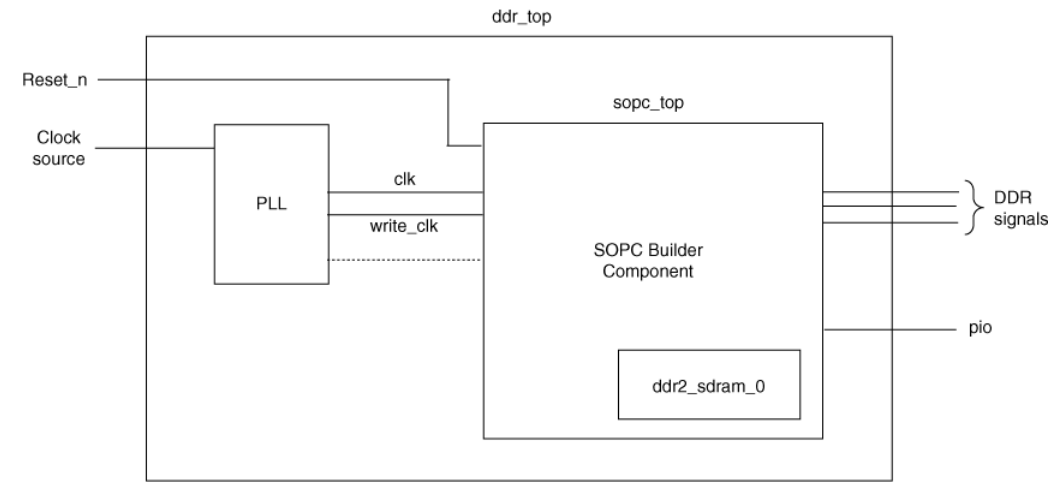 ddr_top
Reset_n
sopc_top
Clock
source
clk
PLL
write_clk
DDR
signals
SOPC Builder
Component
pio
ddr2_sdram_0